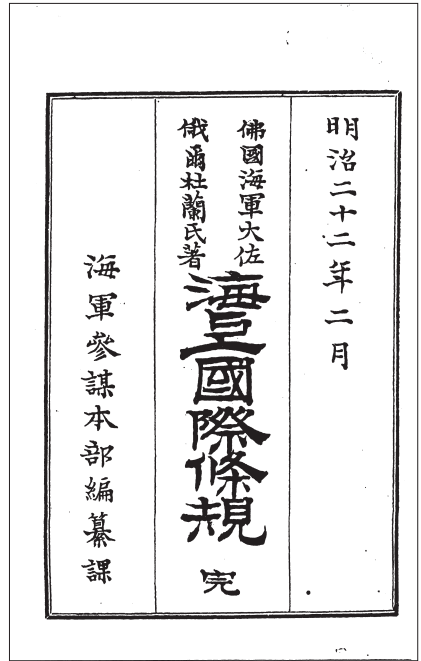 明治二十二年二月
佛國海軍大佐
俄爾杜蘭氏著
海上國際條規 完
海軍參謀本部編纂課